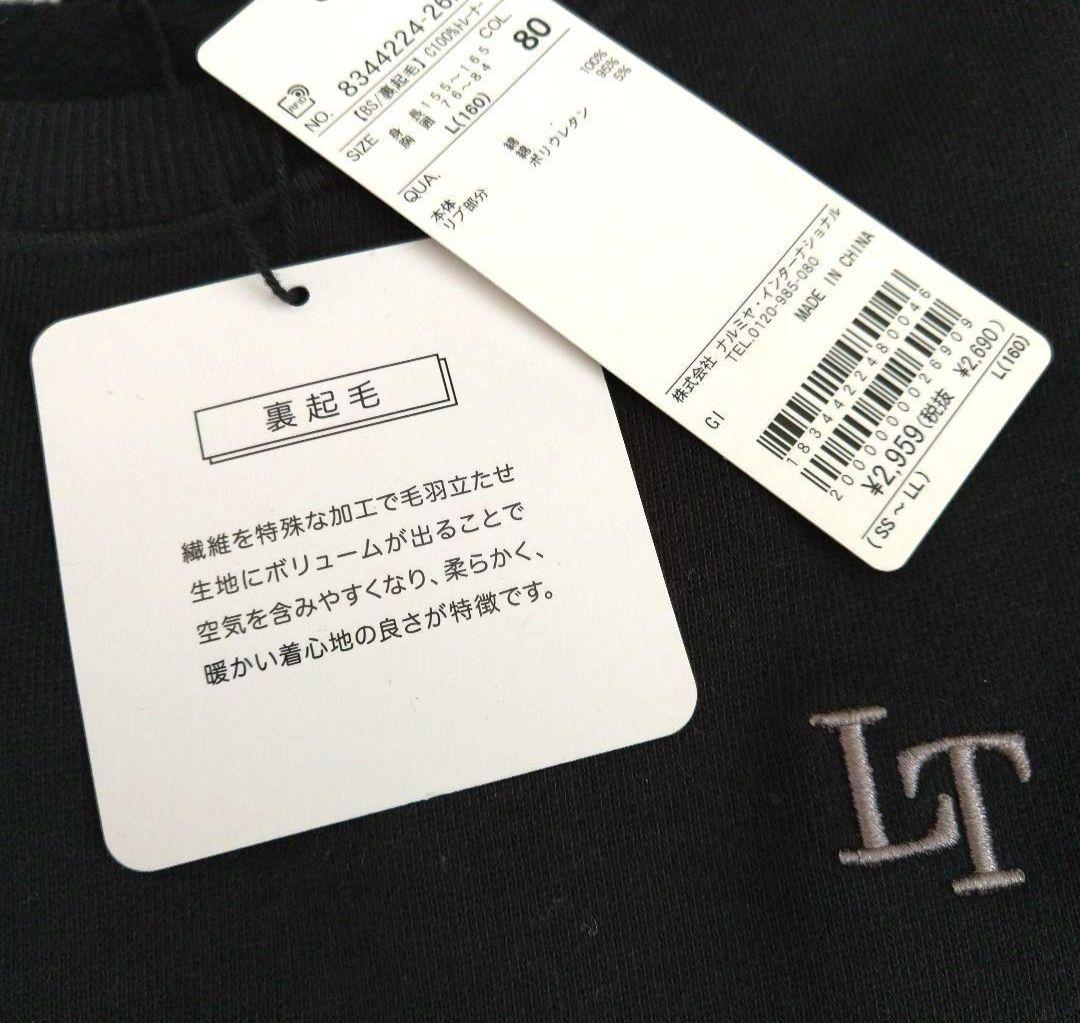 RFID
NO. 8344224-26
【BS/裏起毛】C100%トレーナー
SIZE 身長155~165 COL. 80
胸囲 76~84
L(160)
QUA.
本体 綿 100%
リブ部分 綿 95%
ポリウレタン 5%
株式会社 ナルミヤ・インターナショナル
TEL.0120-985-080
MADE IN CHINA
GI
1834422480046
2000000026909
¥2,959(税抜 ¥2,690)
(SS~LL) L(160)
裏起毛
繊維を特殊な加工で毛羽立たせ
生地にボリュームが出ることで
空気を含みやすくなり、柔らかく、
暖かい着心地の良さが特徴です。
LT